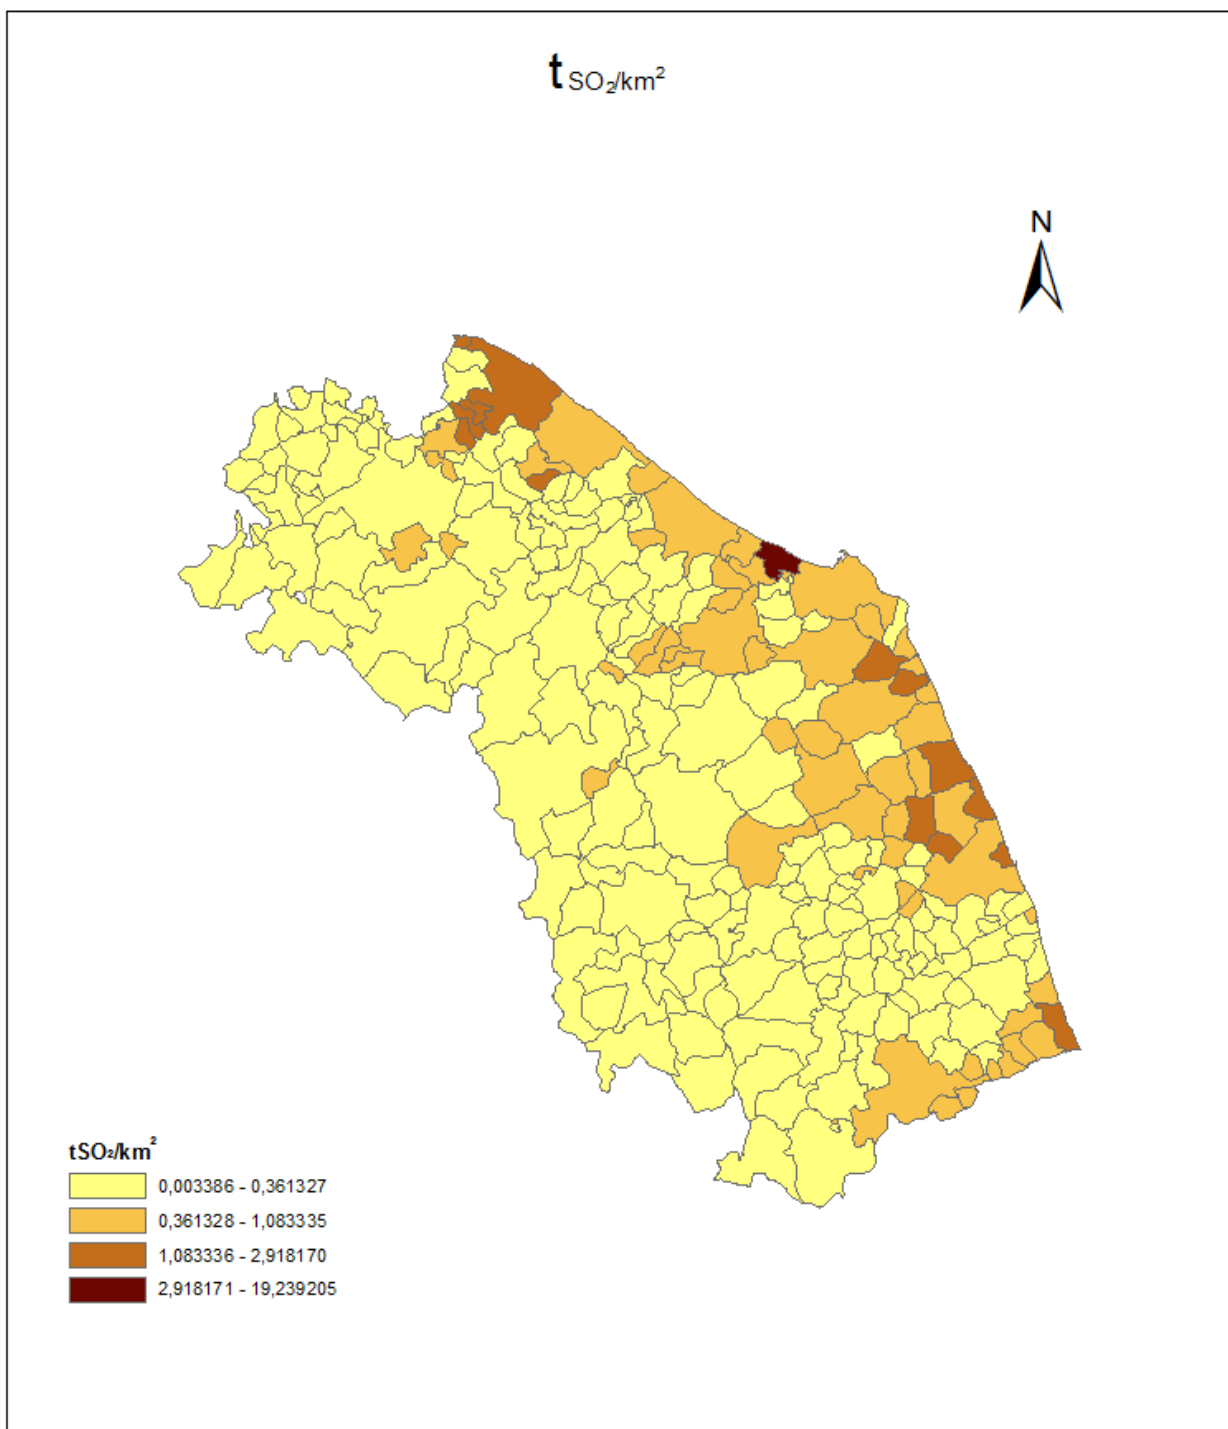 t SO₂/km²
N
tSO₂/km²
0,003386 - 0,361327
0,361328 - 1,083335
1,083336 - 2,918170
2,918171 - 19,239205